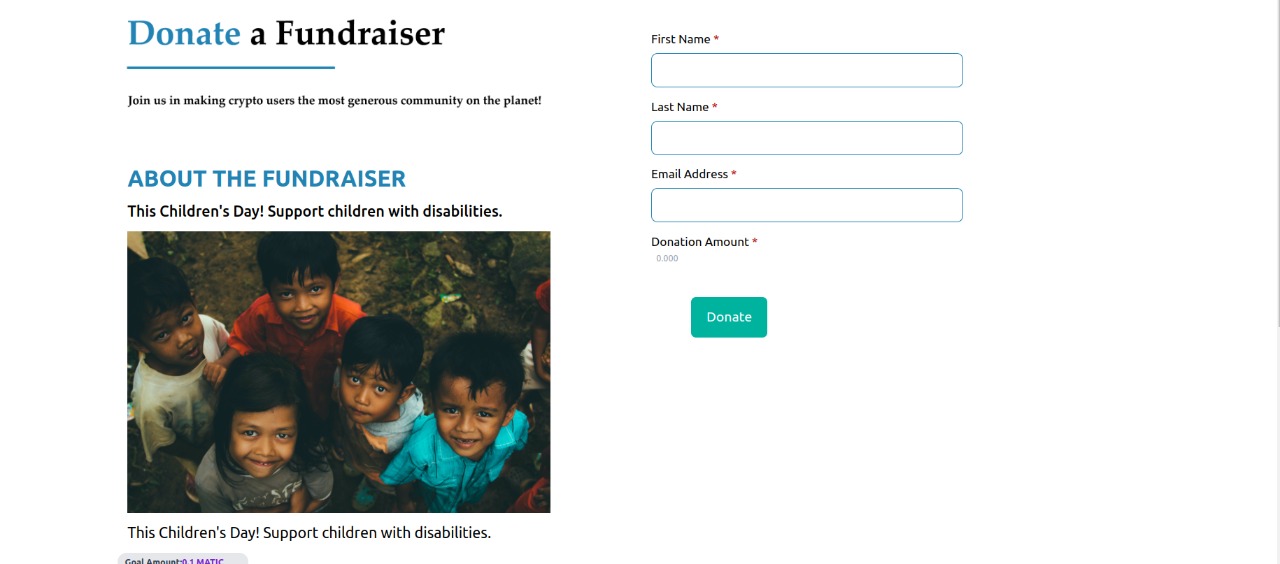 Donate a Fundraiser
Join us in making crypto users the most generous community on the planet!
ABOUT THE FUNDRAISER
This Children's Day! Support children with disabilities.
This Children's Day! Support children with disabilities.
Goal Amount:0.1 MATIC
First Name *
Last Name *
Email Address *
Donation Amount *
0.000
Donate